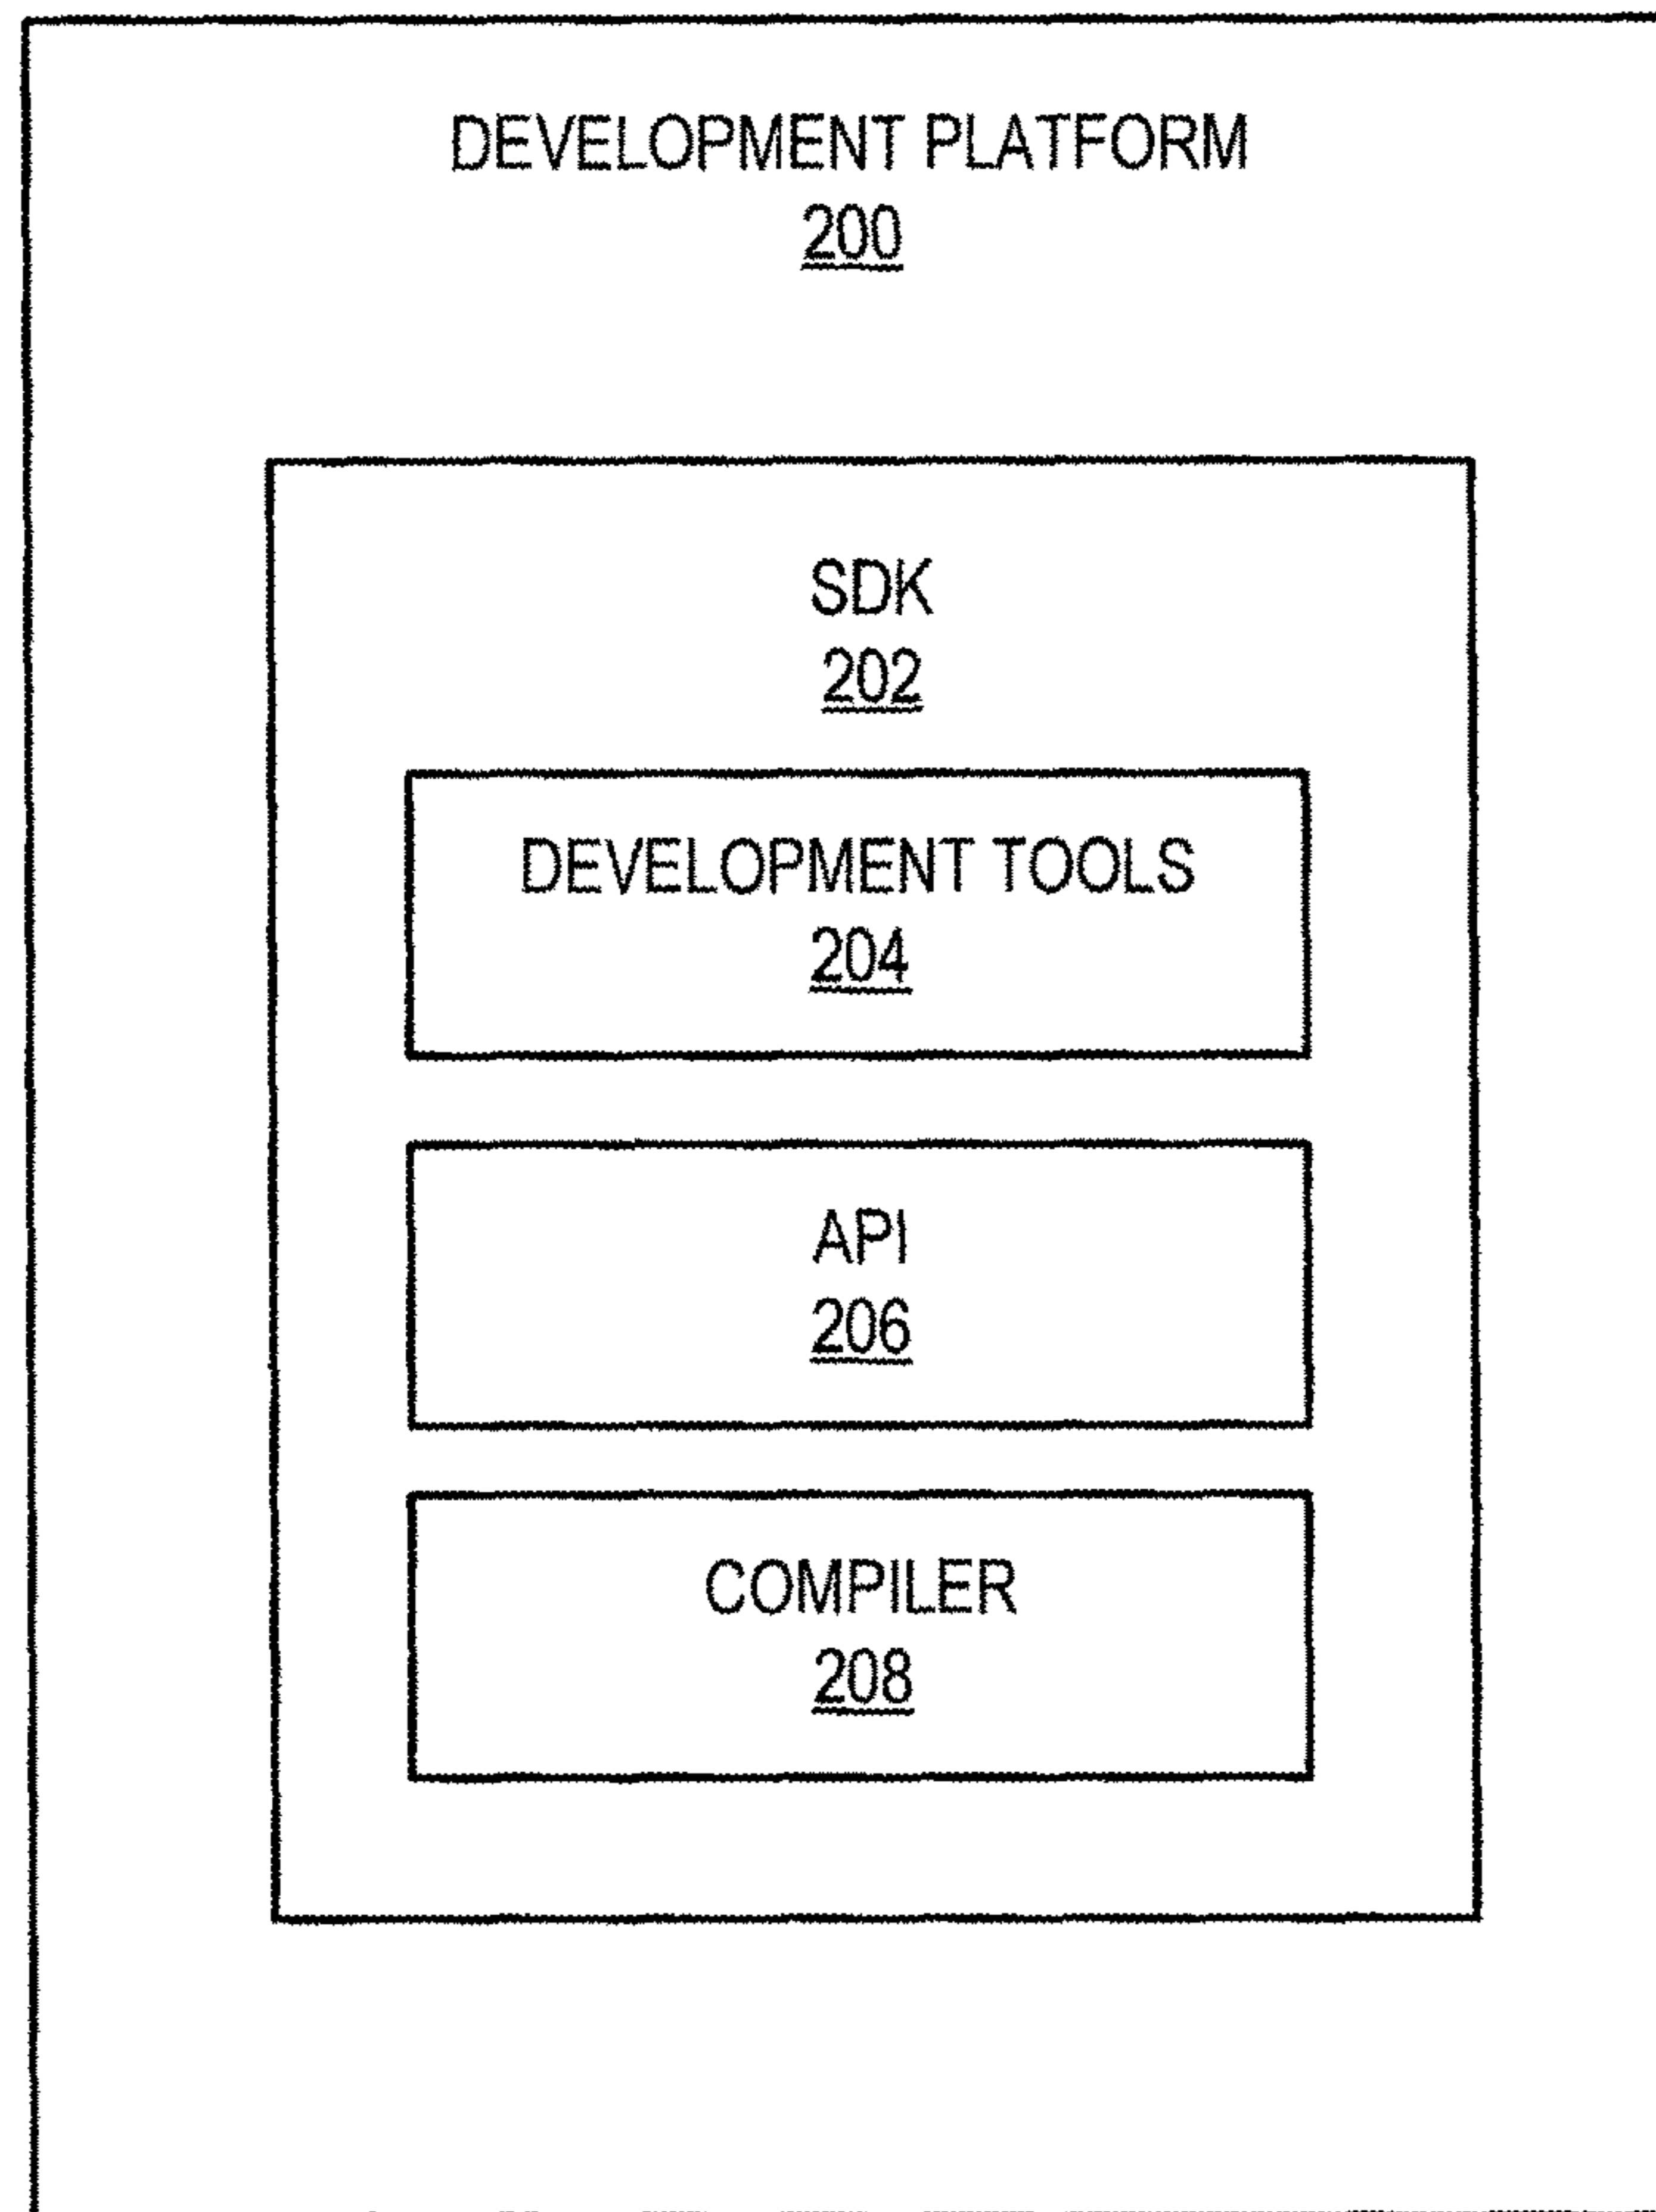 DEVELOPMENT PLATFORM
200
SDK
202
DEVELOPMENT TOOLS
204
API
206
COMPILER
208